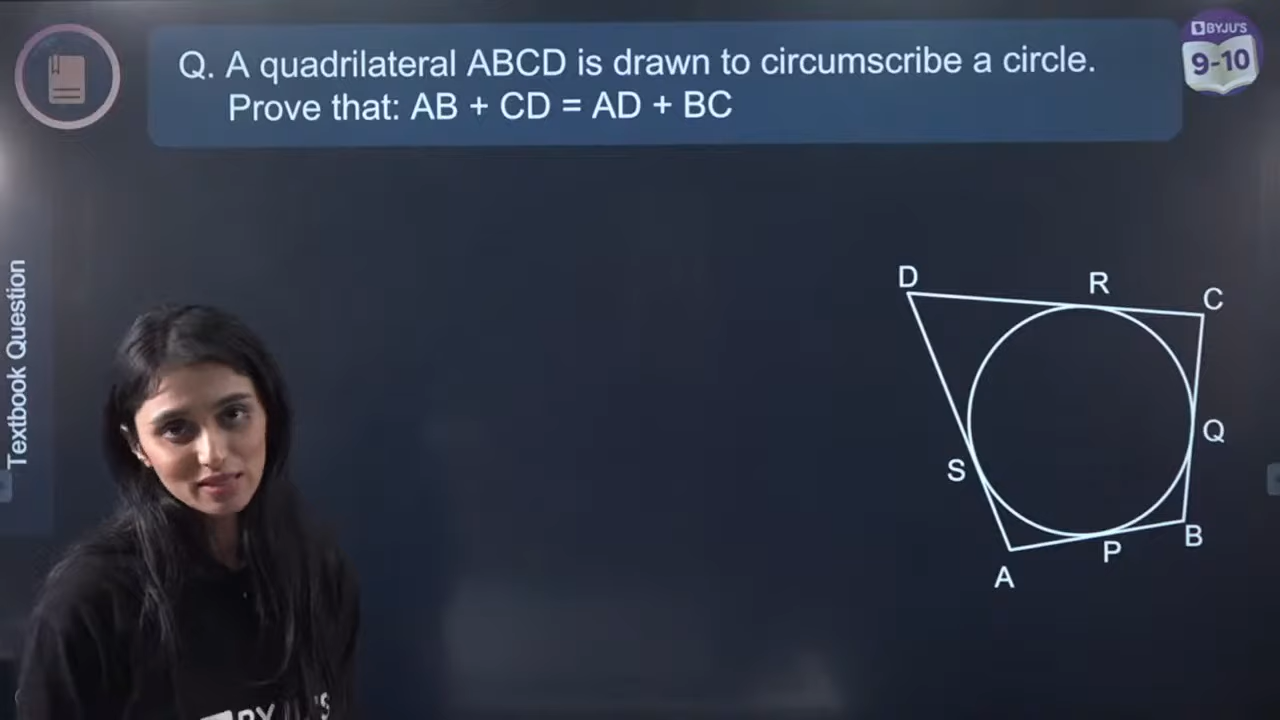 Q. A quadrilateral ABCD is drawn to circumscribe a circle.
Prove that: AB + CD = AD + BC
BYJU'S
9-10
Textbook Question
D
R
C
Q
S
B
P
A